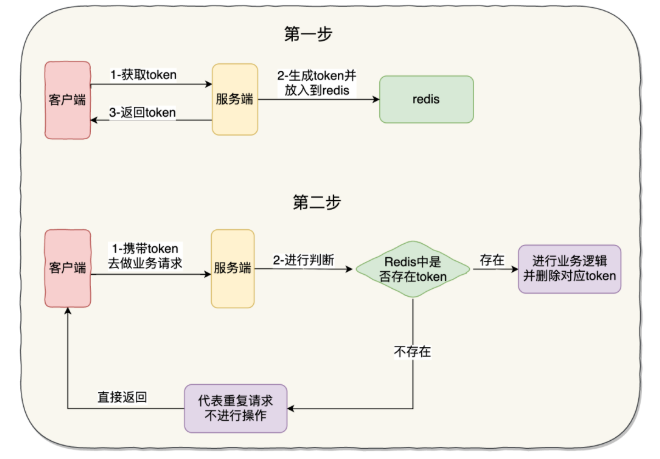 第一步
客户端
1-获取token
3-返回token
服务端
2-生成token并
放入到redis
redis
第二步
客户端
1-携带token
去做业务请求
服务端
2-进行判断
Redis中是
否存在token
存在
进行业务逻辑
并删除对应token
不存在
代表重复请求
不进行操作
直接返回